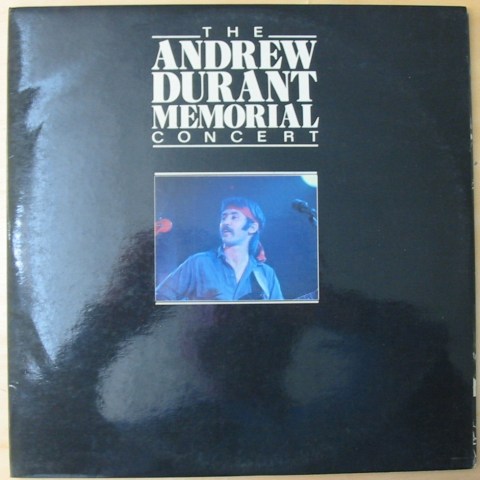 THE
ANDREW
DURANT
MEMORIAL
CONCERT